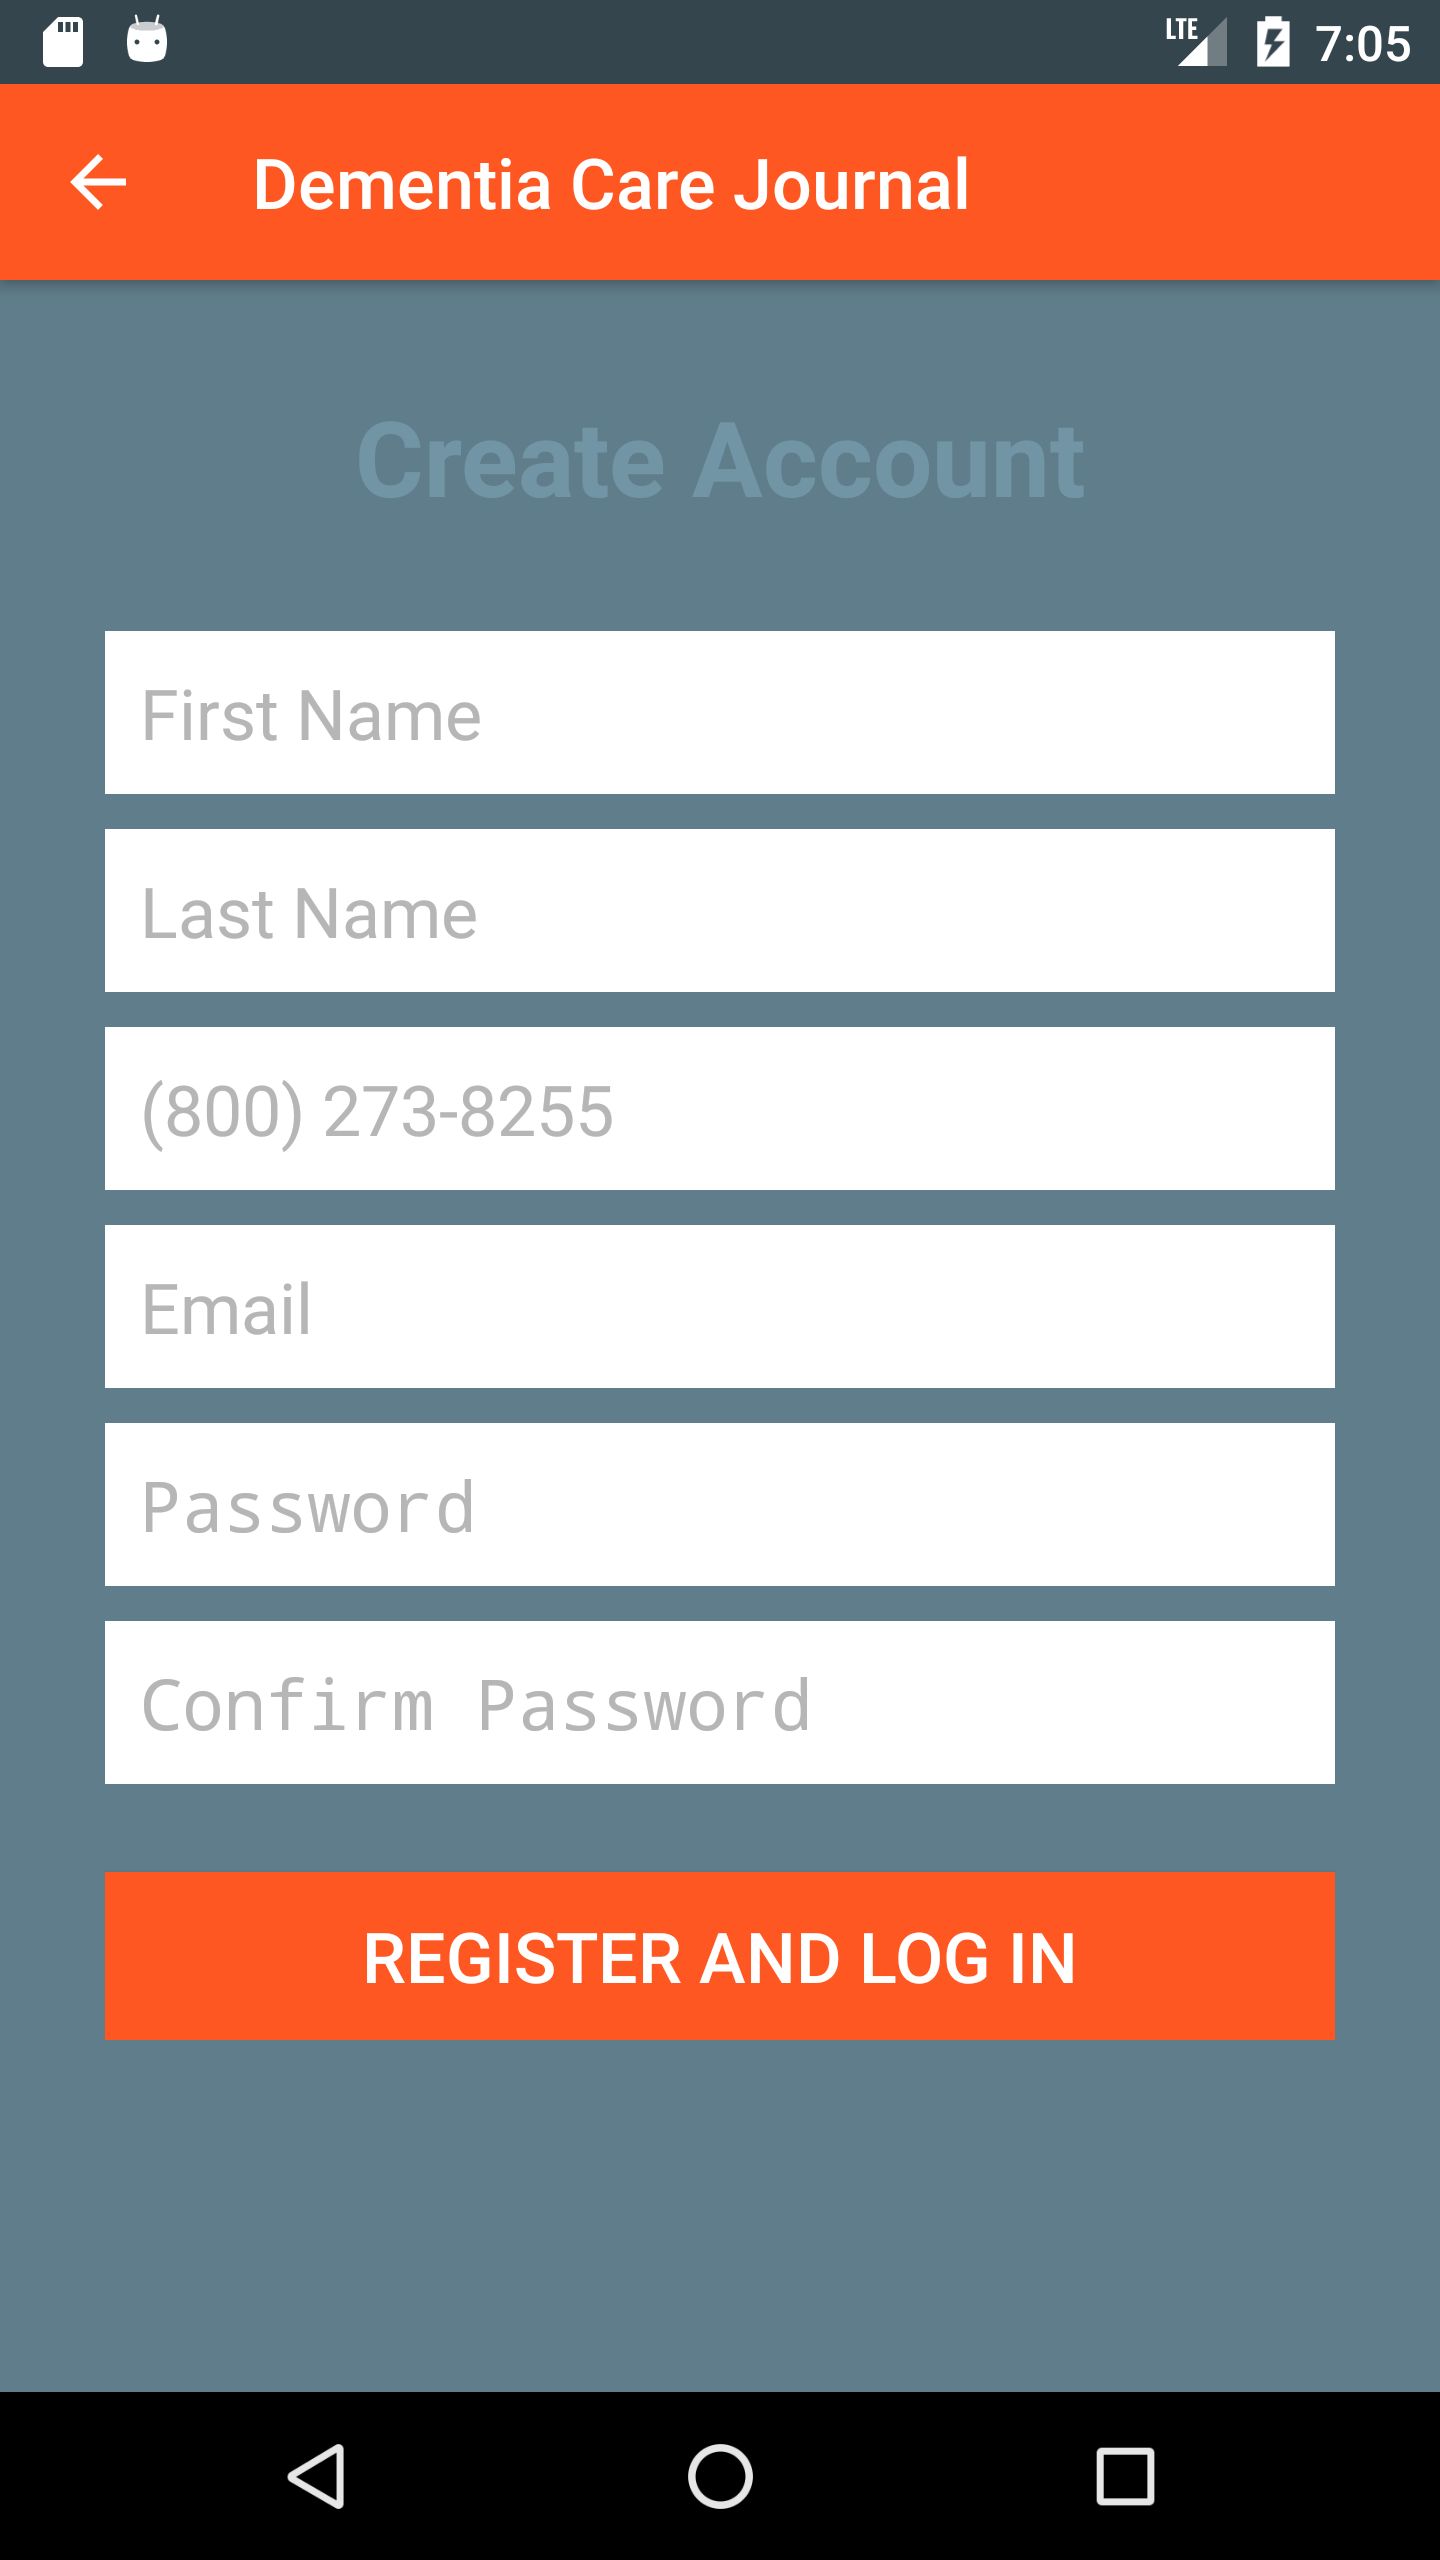 LTE 7:05
Dementia Care Journal
Create Account
First Name
Last Name
(800) 273-8255
Email
Password
Confirm Password
REGISTER AND LOG IN